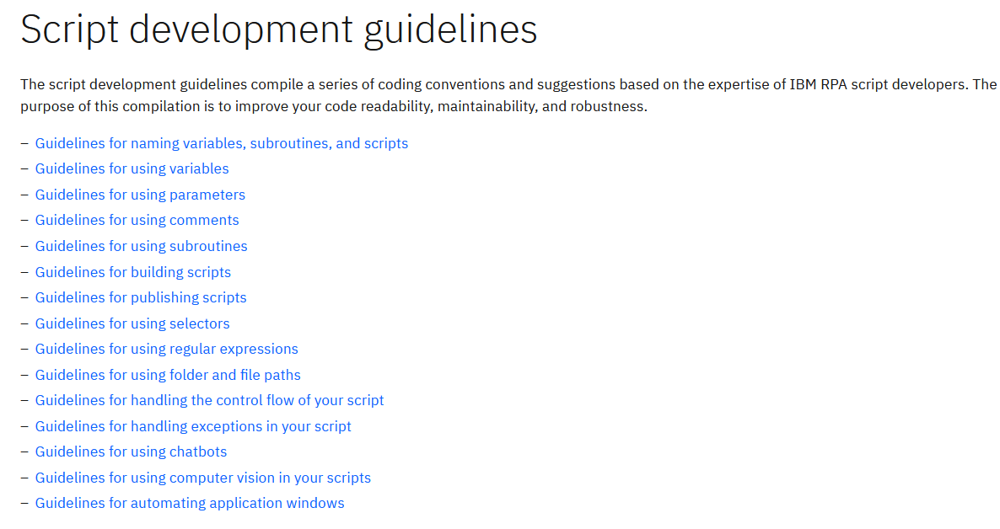 Script development guidelines
The script development guidelines compile a series of coding conventions and suggestions based on the expertise of IBM RPA script developers. The
purpose of this compilation is to improve your code readability, maintainability, and robustness.
– Guidelines for naming variables, subroutines, and scripts
– Guidelines for using variables
– Guidelines for using parameters
– Guidelines for using comments
– Guidelines for using subroutines
– Guidelines for building scripts
– Guidelines for publishing scripts
– Guidelines for using selectors
– Guidelines for using regular expressions
– Guidelines for using folder and file paths
– Guidelines for handling the control flow of your script
– Guidelines for handling exceptions in your script
– Guidelines for using chatbots
– Guidelines for using computer vision in your scripts
– Guidelines for automating application windows